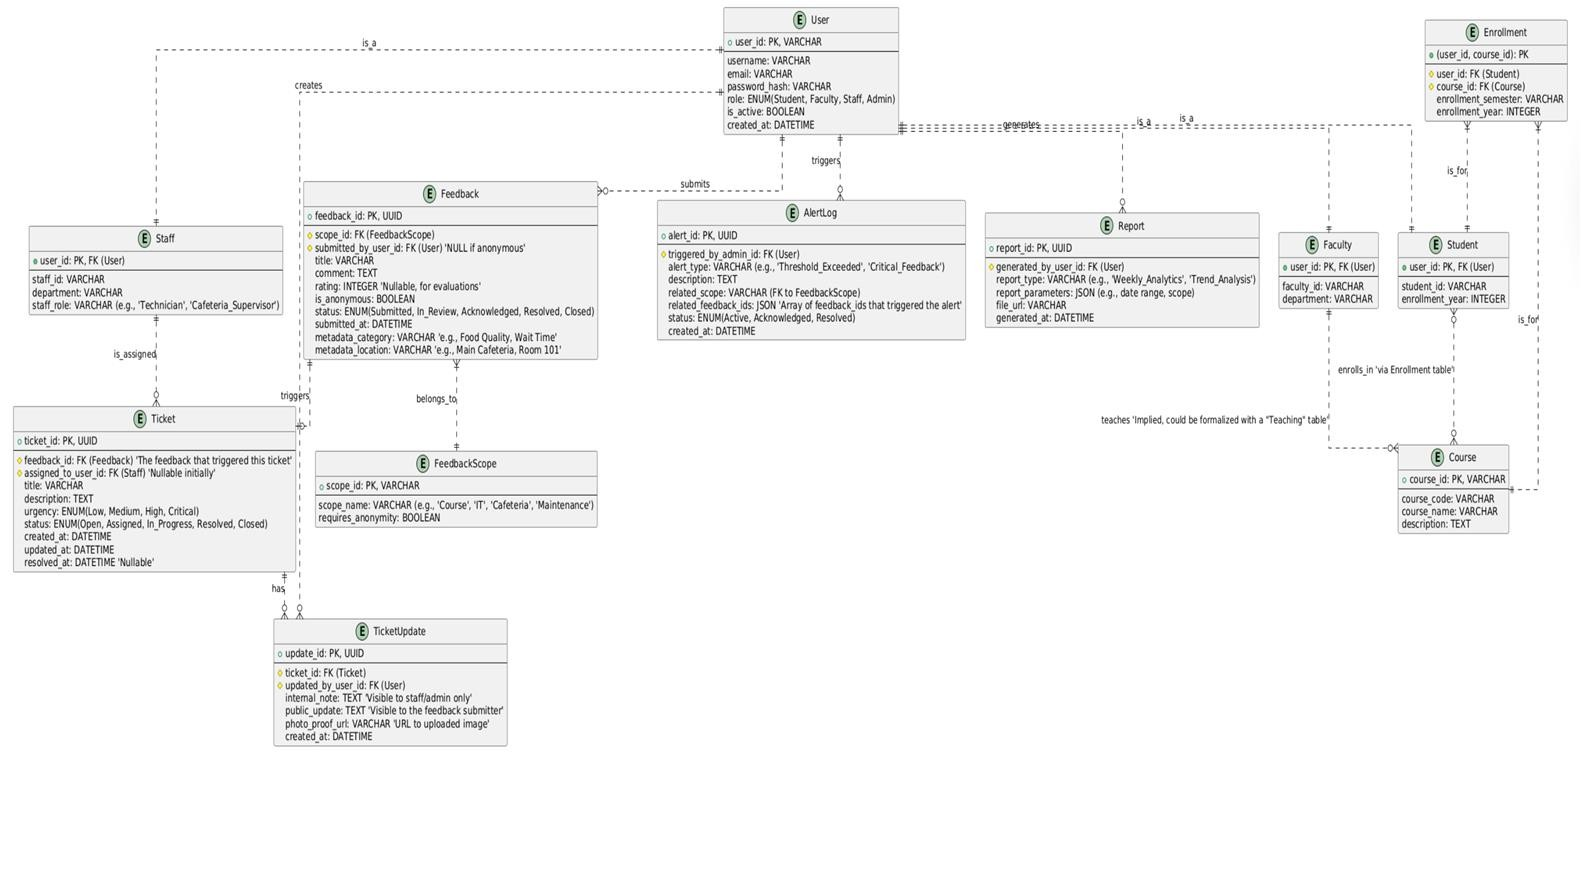 E User
user_id: PK, VARCHAR
username: VARCHAR
email: VARCHAR
password_hash: VARCHAR
role: ENUM(Student, Faculty, Staff, Admin)
is_active: BOOLEAN
created_at: DATETIME
E Enrollment
(user_id, course_id): PK
user_id: FK (Student)
course_id: FK (Course)
enrollment_semester: VARCHAR
enrollment_year: INTEGER
is_a
creates
generates
is_a
is_a
triggers
submits
is_for
E Feedback
feedback_id: PK, UUID
scope_id: FK (FeedbackScope)
submitted_by_user_id: FK (User) 'NULL if anonymous'
title: VARCHAR
comment: TEXT
rating: INTEGER 'Nullable, for evaluations'
is_anonymous: BOOLEAN
status: ENUM(Submitted, In_Review, Acknowledged, Resolved, Closed)
submitted_at: DATETIME
metadata_category: VARCHAR 'e.g., Food Quality, Wait Time'
metadata_location: VARCHAR 'e.g., Main Cafeteria, Room 101'
E AlertLog
alert_id: PK, UUID
triggered_by_admin_id: FK (User)
alert_type: VARCHAR (e.g., 'Threshold_Exceeded', 'Critical_Feedback')
description: TEXT
related_scope: VARCHAR (FK to FeedbackScope)
related_feedback_ids: JSON 'Array of feedback_ids that triggered the alert'
status: ENUM(Active, Acknowledged, Resolved)
created_at: DATETIME
E Report
report_id: PK, UUID
generated_by_user_id: FK (User)
report_type: VARCHAR (e.g., 'Weekly_Analytics', 'Trend_Analysis')
report_parameters: JSON (e.g., date range, scope)
file_url: VARCHAR
generated_at: DATETIME
E Staff
user_id: PK, FK (User)
staff_id: VARCHAR
department: VARCHAR
staff_role: VARCHAR (e.g., 'Technician', 'Cafeteria_Supervisor')
E Faculty
user_id: PK, FK (User)
faculty_id: VARCHAR
department: VARCHAR
E Student
user_id: PK, FK (User)
student_id: VARCHAR
enrollment_year: INTEGER
is_for
is_assigned
enrolls_in 'via Enrollment table'
triggers
belongs_to
teaches 'Implied, could be formalized with a "Teaching" table'
E Ticket
ticket_id: PK, UUID
feedback_id: FK (Feedback) 'The feedback that triggered this ticket'
assigned_to_user_id: FK (Staff) 'Nullable initially'
title: VARCHAR
description: TEXT
urgency: ENUM(Low, Medium, High, Critical)
status: ENUM(Open, Assigned, In_Progress, Resolved, Closed)
created_at: DATETIME
updated_at: DATETIME
resolved_at: DATETIME 'Nullable'
E FeedbackScope
scope_id: PK, VARCHAR
scope_name: VARCHAR (e.g., 'Course', 'IT', 'Cafeteria', 'Maintenance')
requires_anonymity: BOOLEAN
E Course
course_id: PK, VARCHAR
course_code: VARCHAR
course_name: VARCHAR
description: TEXT
has
E TicketUpdate
update_id: PK, UUID
ticket_id: FK (Ticket)
updated_by_user_id: FK (User)
internal_note: TEXT 'Visible to staff/admin only'
public_update: TEXT 'Visible to the feedback submitter'
photo_proof_url: VARCHAR 'URL to uploaded image'
created_at: DATETIME